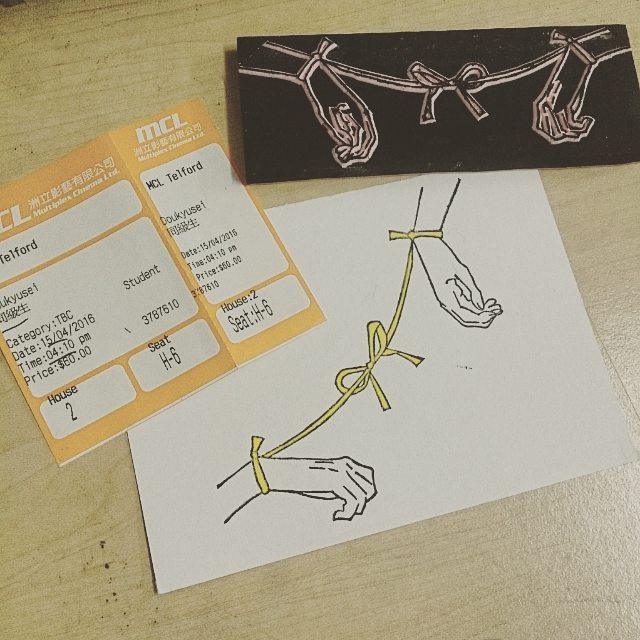 MCL
洲立影藝有限公司
Multiplex Cinema Ltd.
Telford
Student
同級生
Category:TBC
Date:15/04/2016
Time:04:10 pm
Price:$60.00
3787610
House
2
Seat
H-6
MCL
洲立影藝有限公司
Multiplex Cinema Ltd.
MCL Telford
Doukyusei
同級生
Date:15/04/2016
Time:04:10 pm
Price:$60.00
3787610
House:2
Seat:H-6